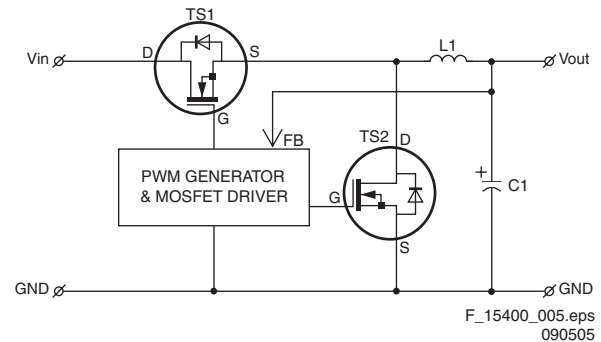 TS1
L1
Vin
D
S
Vout
G
FB
TS2
D
PWM GENERATOR
& MOSFET DRIVER
G
+
C1
S
GND
GND
F_15400_005.eps
090505